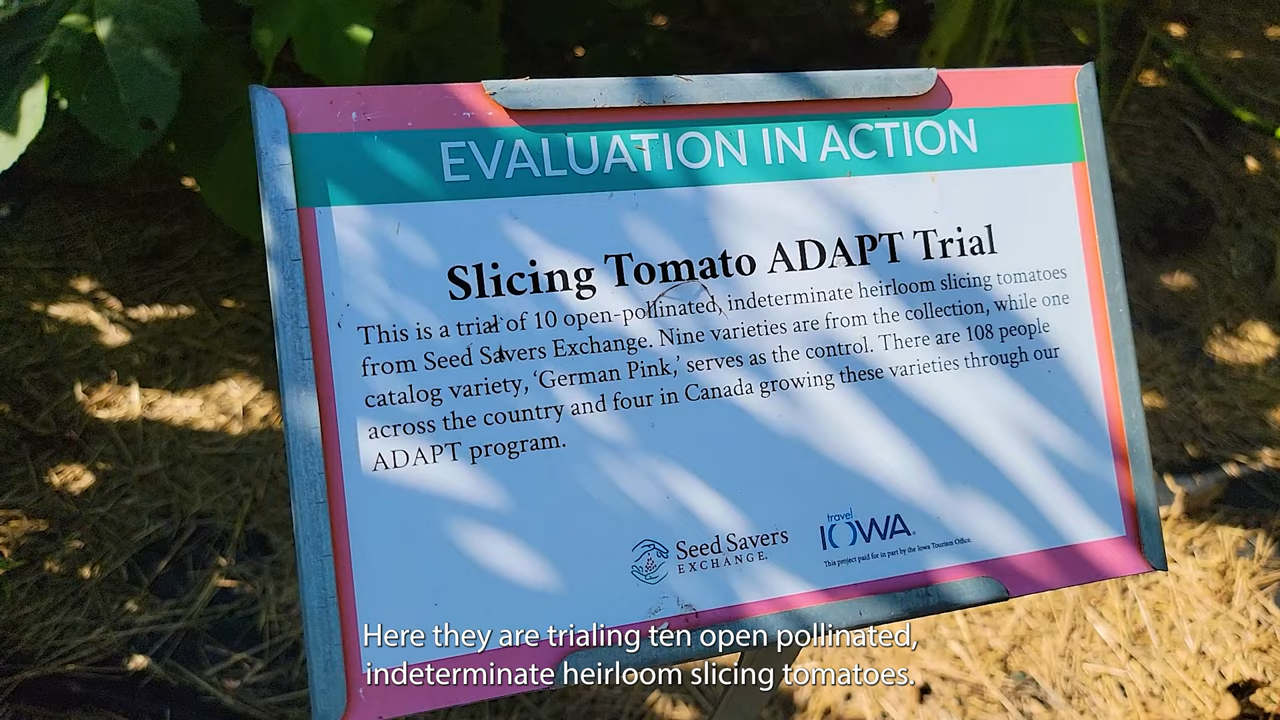 EVALUATION IN ACTION
Slicing Tomato ADAPT Trial
This is a trial of 10 open-pollinated, indeterminate heirloom slicing tomatoes
from Seed Savers Exchange. Nine varieties are from the collection, while one
catalog variety, ‘German Pink,’ serves as the control. There are 108 people
across the country and four in Canada growing these varieties through our
ADAPT program.
Seed Savers
EXCHANGE.
travel
IOWA.
This project paid for in part by the Iowa Tourism Office.
Here they are trialing ten open pollinated,
indeterminate heirloom slicing tomatoes.